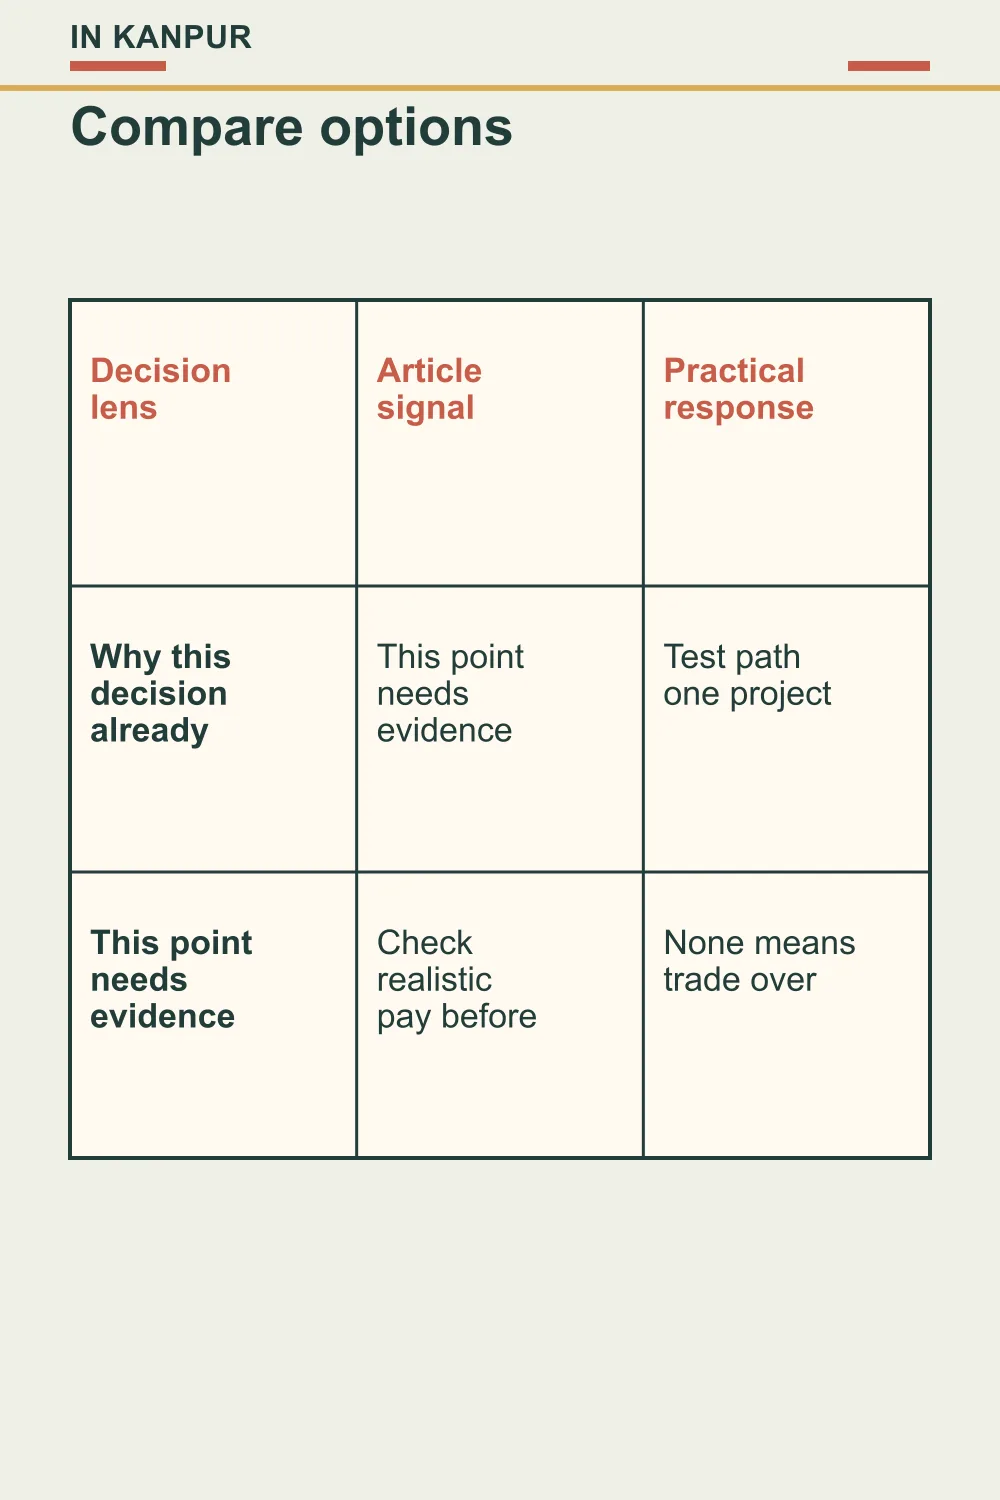 IN KANPUR
Compare options
Decision
lens
Article
signal
Practical
response
Why this
decision
already
This point
needs
evidence
Test path
one project
This point
needs
evidence
Check
realistic
pay before
None means
trade over